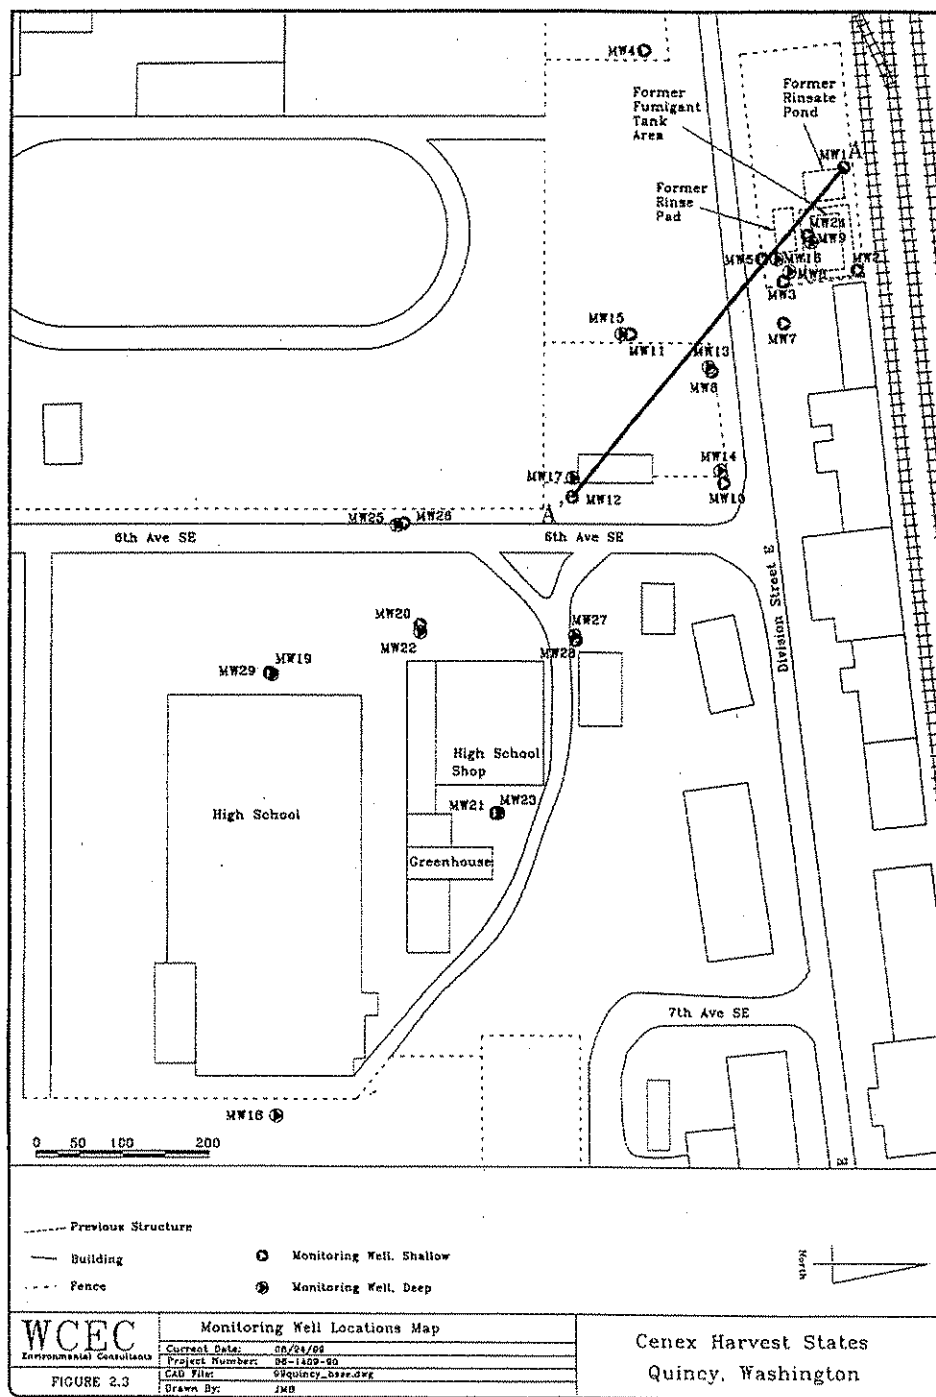 MW4
Former
Fumigant
Tank
Area
Former
Rinsate
Pond
MW1
A
Former
Rinse
Pad
MW9
MW5
MW2
MW3
MW7
MW15
MW11
MW13
MW14
MW10
MW17
MW12
A'
MW25
MW26
6th Ave SE
6th Ave SE
Division Street E
MW20
MW22
MW27
MW28
MW29
MW19
High School
Shop
MW21
MW23
High School
Greenhouse
7th Ave SE
0 50 100 200
Previous Structure
Building
Fence
Monitoring Well, Shallow
Monitoring Well, Deep
North
WCEC
Environmental Consultants
FIGURE 2.3
Monitoring Well Locations Map
Current Date:
Project Number:
CAD File:
Drawn By: JMB
Cenex Harvest States
Quincy, Washington